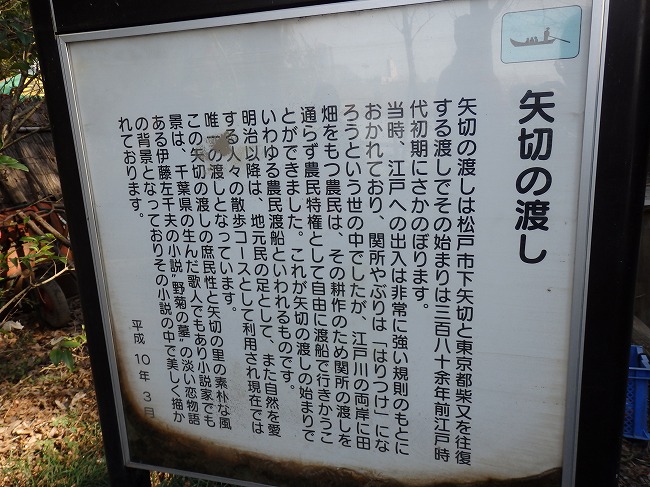 矢切の渡し
矢切の渡しは松戸市下矢切と東京都柴又を往復
する渡しでその始まりは三百八十余年前江戸時
代初期にさかのぼります。
当時、江戸への出入は非常に強い規則のもとに
おかれており、関所やぶりは「はりつけ」にな
ろうという世の中でしたが、江戸川の両岸に田
畑をもつ農民は、その耕作のため関所の渡しを
通らず農民特権として自由に渡船で行きかうこ
とができました。これが矢切の渡しの始まりで
いわゆる農民渡船といわれるものです。
明治以降は、地元民の足として、また自然を愛
する人々の散歩コースとして利用され現在では
唯一の渡しとなっています。
この矢切の渡しの庶民性と矢切の里の素朴な風
景は、千葉県の生んだ歌人でもあり小説家でも
ある伊藤左千夫の小説"野菊の墓"の淡い恋物語
の背景となっておりその小説の中で美しく描か
れております。
平成10年3月